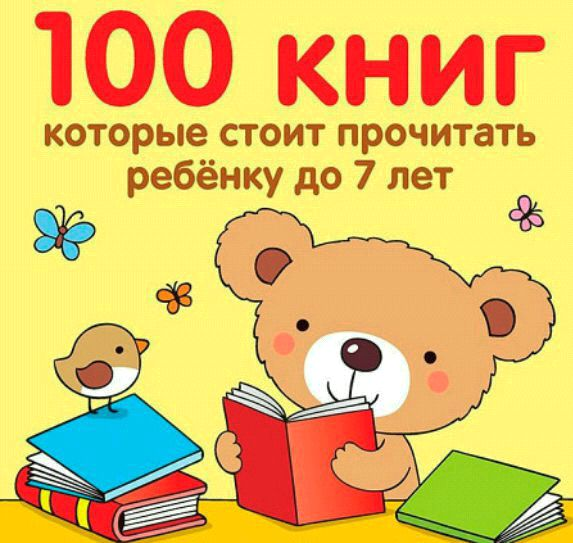 100 книг
которые стоит прочитать
ребёнку до 7 лет